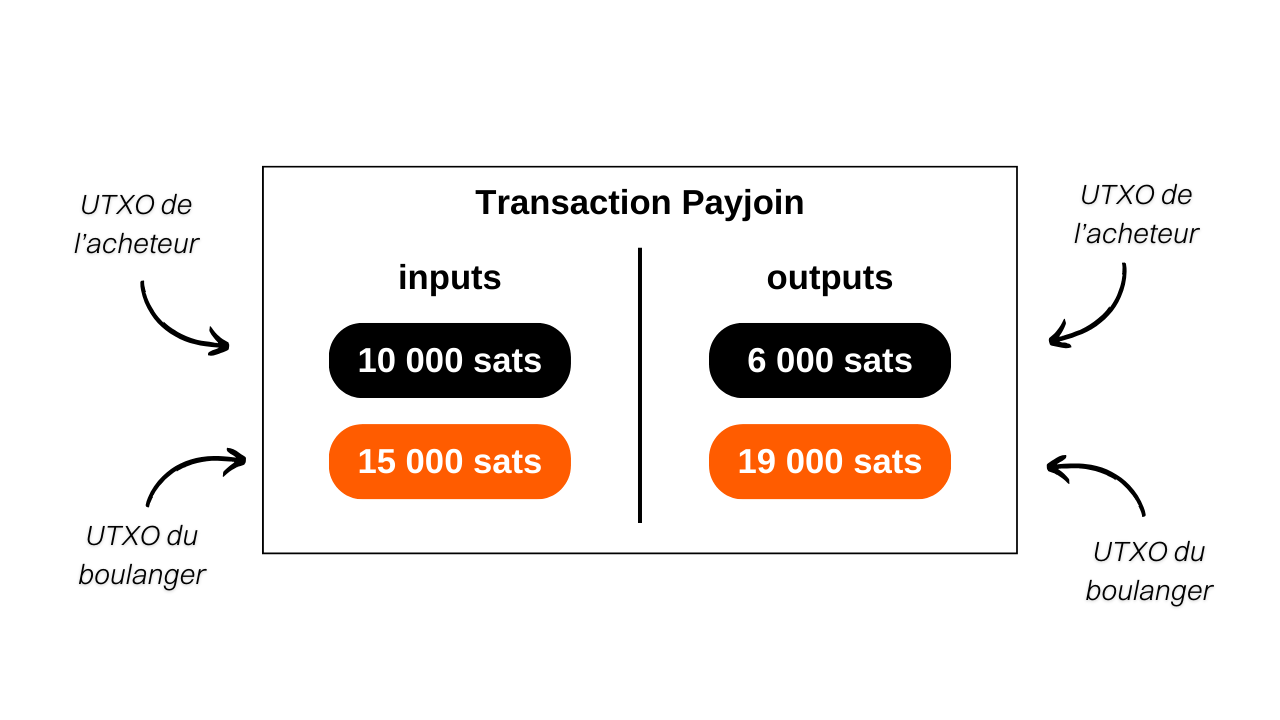 Transaction Payjoin
UTXO de
l’acheteur
UTXO du
boulanger
inputs
10 000 sats
15 000 sats
outputs
6 000 sats
19 000 sats
UTXO de
l’acheteur
UTXO du
boulanger